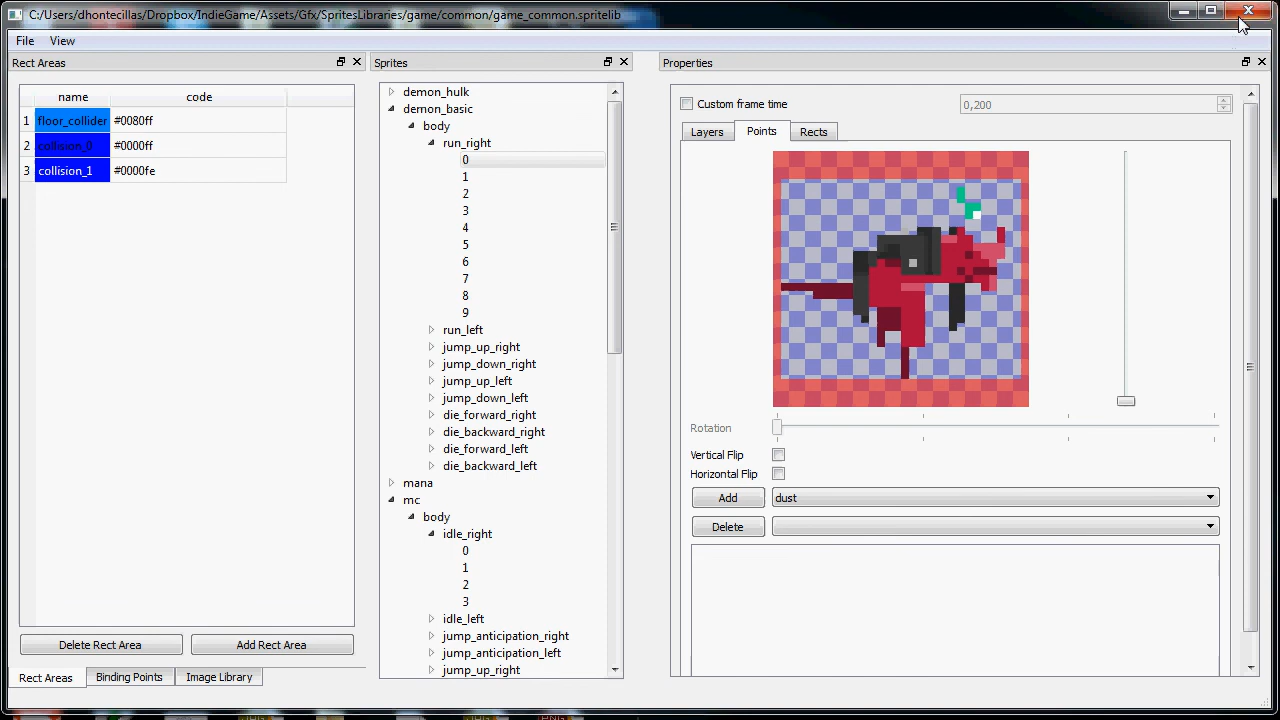 C:/Users/dhontecillas/Dropbox/IndieGame/Assets/Gfx/SpritesLibraries/game/common/game_common.spritelib
File View
Rect Areas
name code
1 floor_collider #0080ff
2 collision_0 #0000ff
3 collision_1 #0000fe
Delete Rect Area Add Rect Area
Rect Areas Binding Points Image Library
Sprites
demon_hulk
demon_basic
body
run_right
0
1
2
3
4
5
6
7
8
9
run_left
jump_up_right
jump_down_right
jump_up_left
jump_down_left
die_forward_right
die_backward_right
die_forward_left
die_backward_left
mana
mc
body
idle_right
0
1
2
3
idle_left
jump_anticipation_right
jump_anticipation_left
jump_up_right
Properties
Custom frame time 0,200
Layers Points Rects
Rotation
Vertical Flip
Horizontal Flip
Add dust
Delete